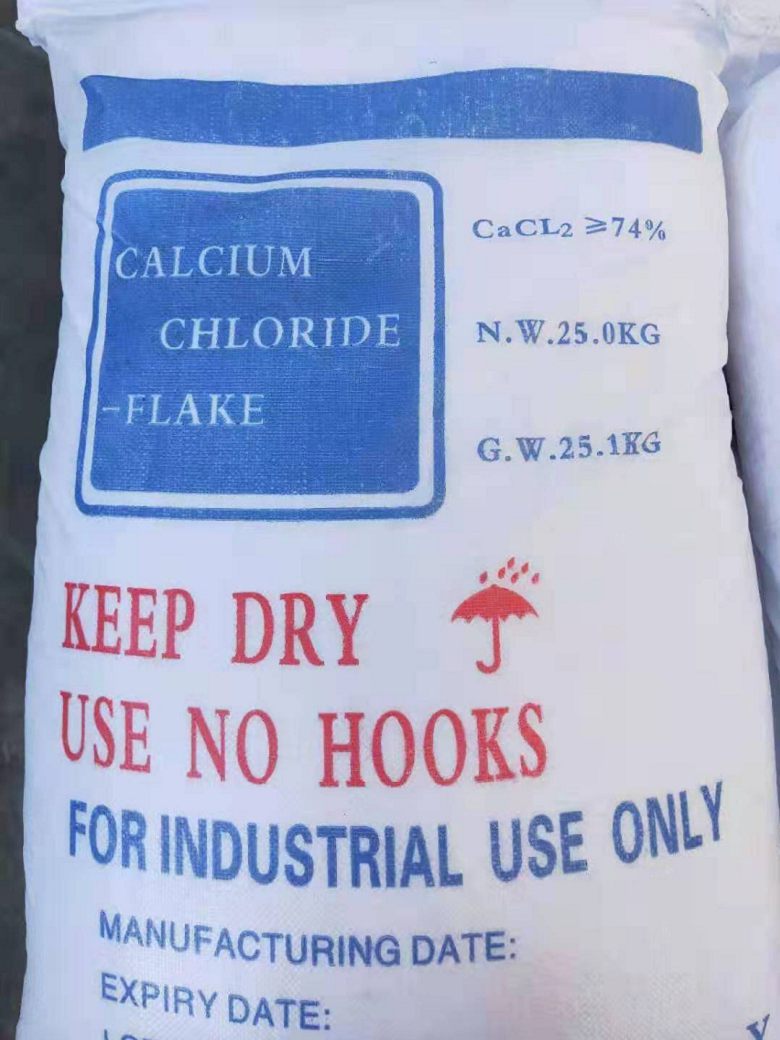 CALCIUM
CHLORIDE
-FLAKE
CaCL2 ≥74%
N.W.25.0KG
G.W.25.1KG
KEEP DRY
USE NO HOOKS
FOR INDUSTRIAL USE ONLY
MANUFACTURING DATE:
EXPIRY DATE: